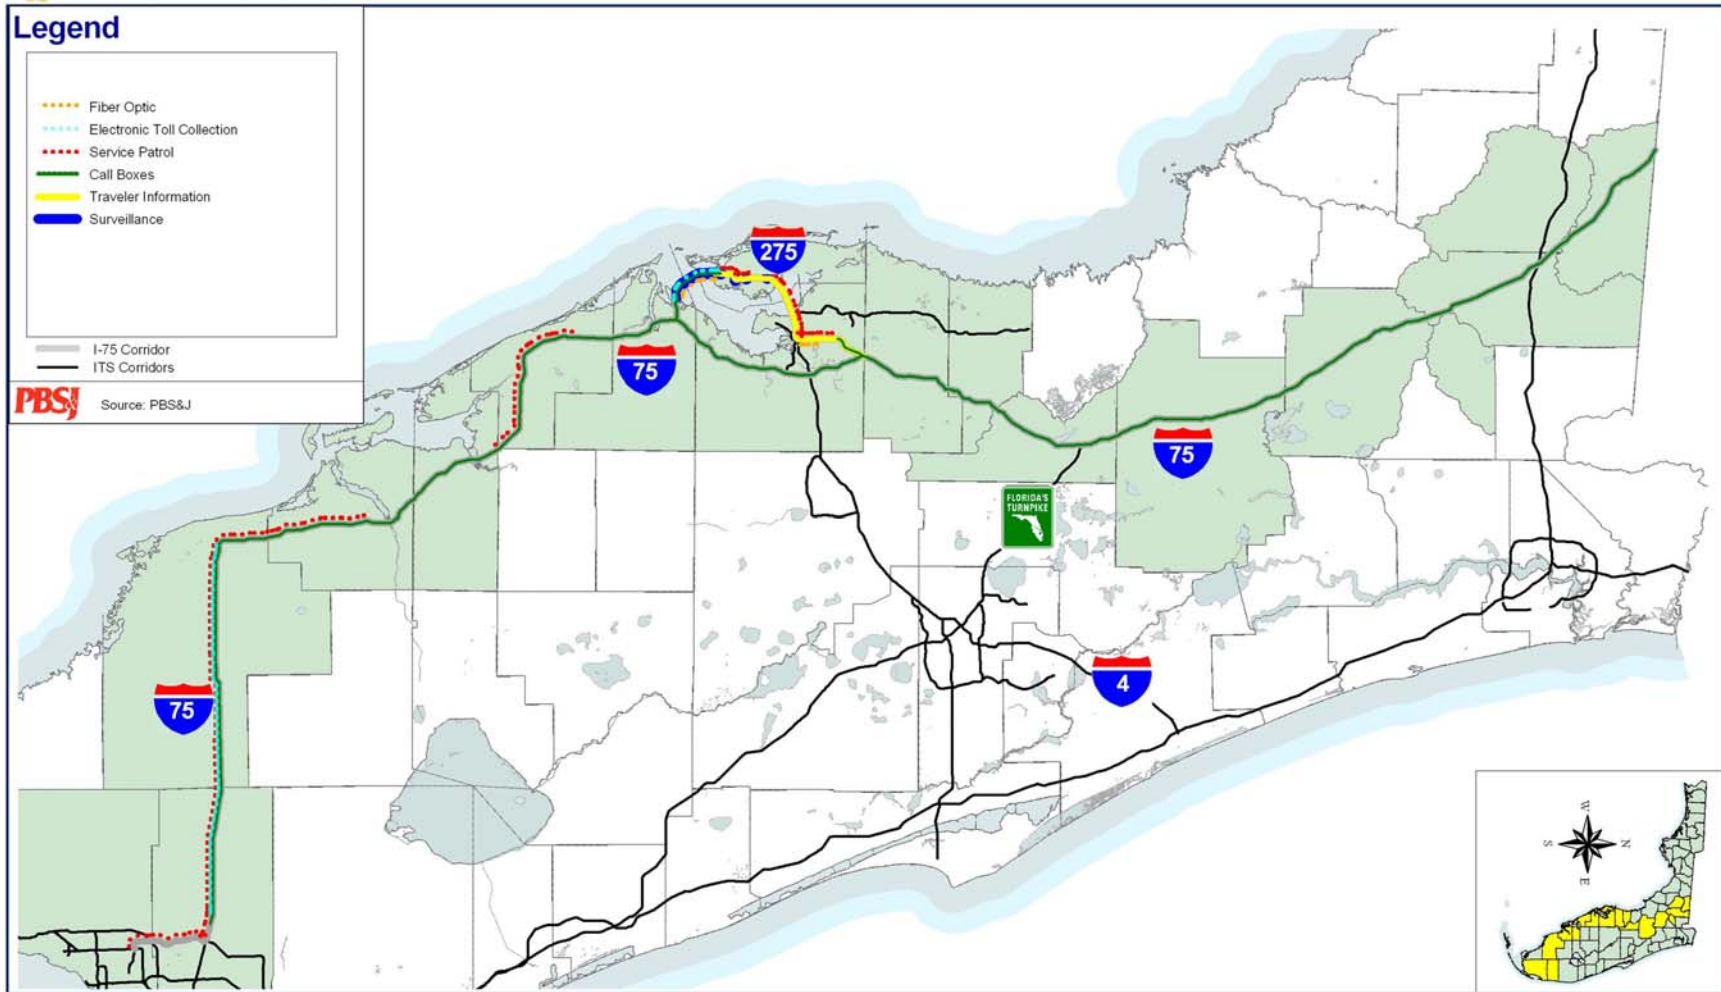 Legend
Fiber Optic
Electronic Toll Collection
Service Patrol
Call Boxes
Traveler Information
Surveillance
I-75 Corridor
ITS Corridors
PBSJ
Source: PBS&J
275
75
75
FLORIDA'S
TURNPIKE
4
75
W
S
N
E